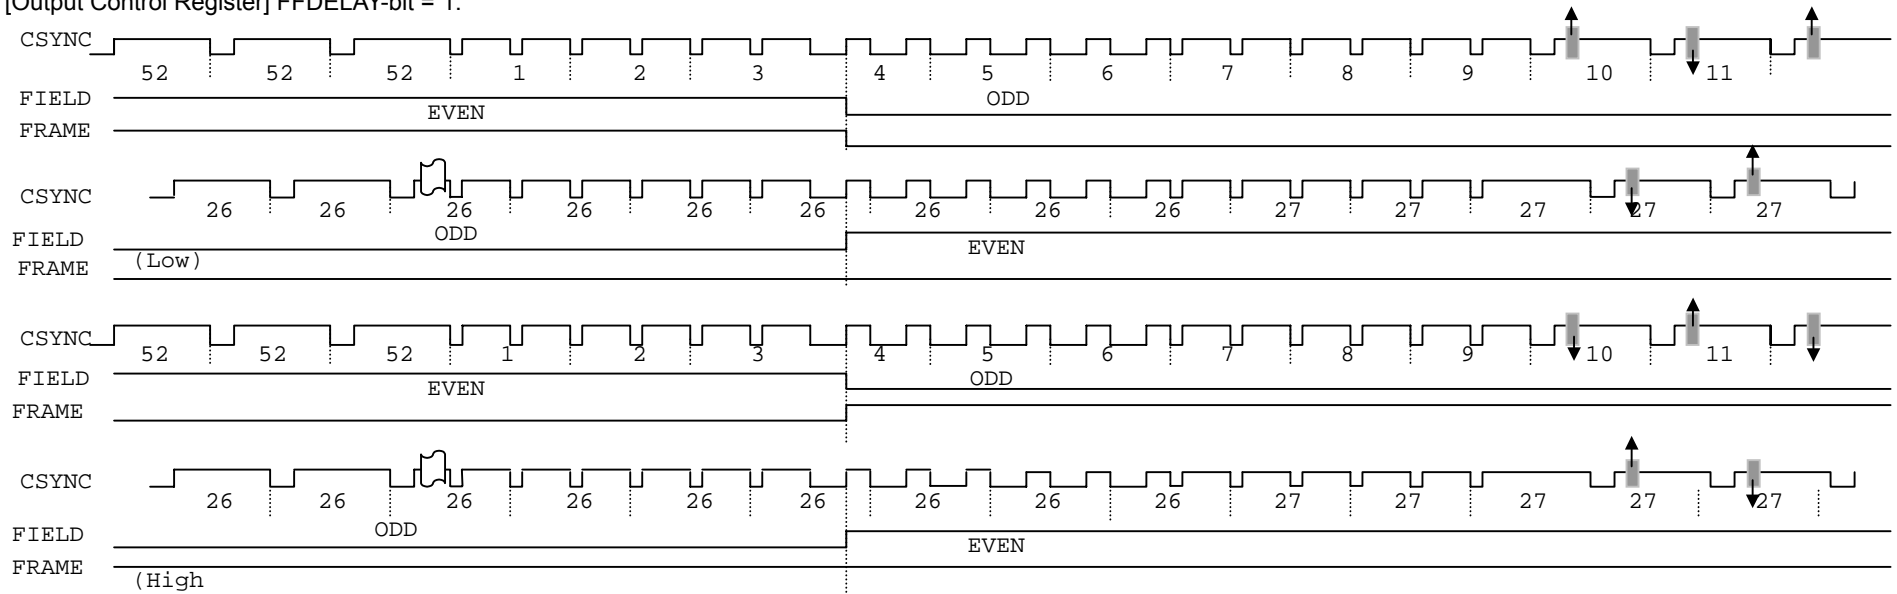 [Output Control Register] FFDELAY-bit = 1.
CSYNC
52 52 52 1 2 3 4 5 6 7 8 9 10 11
FIELD EVEN ODD
FRAME
CSYNC
26 26 26 26 26 26 26 26 26 27 27 27 27 27
FIELD ODD EVEN
FRAME (Low)
CSYNC
52 52 52 1 2 3 4 5 6 7 8 9 10 11
FIELD EVEN ODD
FRAME
CSYNC
26 26 26 26 26 26 26 26 26 27 27 27 27 27
FIELD ODD EVEN
FRAME (High